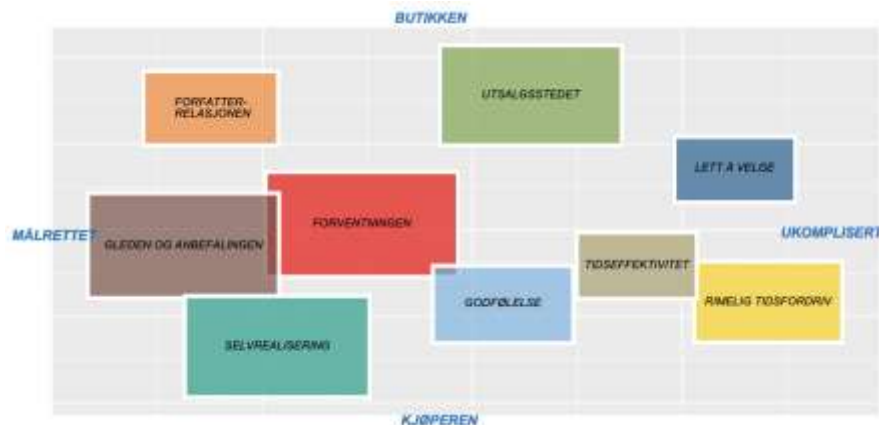 BUTIKKEN
UTSALGSSTEDET
FORFATTER-
RELASJONEN
LETT Å VELGE
FORVENTNINGEN
MÅLRETTET
UKOMPLISERT
GLEDEN OG ANBEFALINGEN
TIDSEFFEKTIVITET
GODFØLELSE
RIMELIG TIDSFORDRIV
SELVREALISERING
KJØPEREN